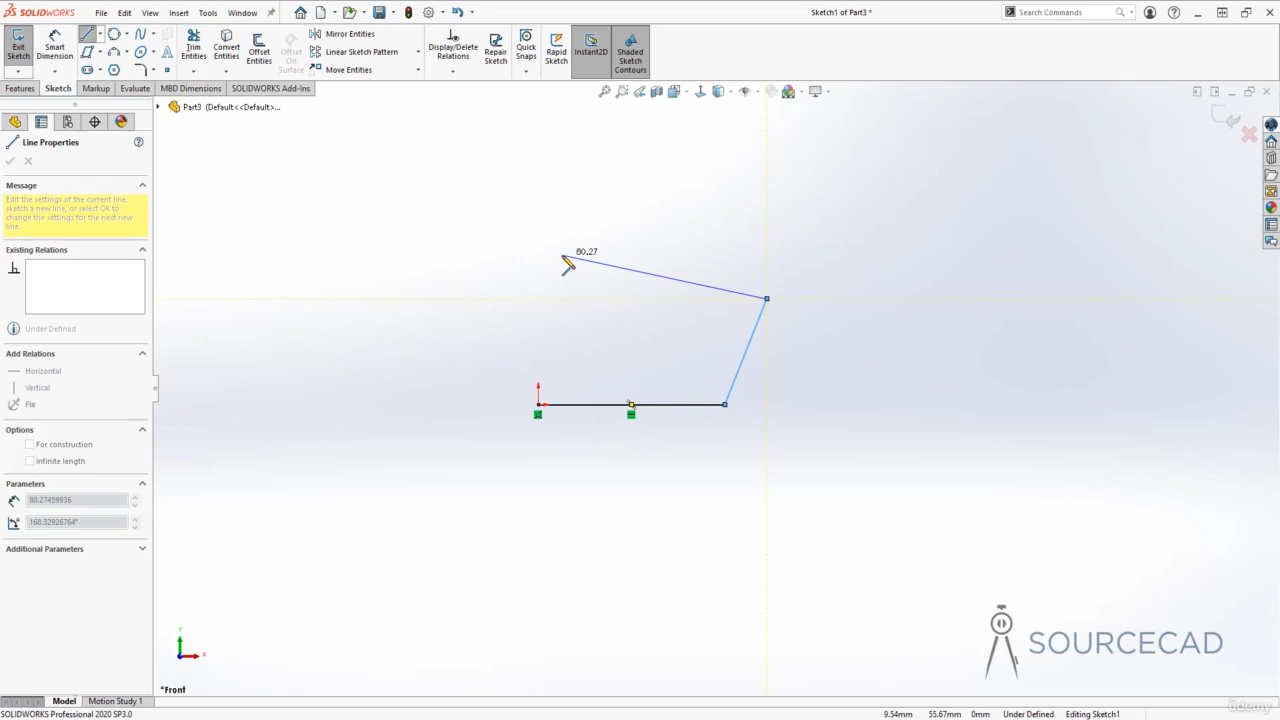 SOLIDWORKS File Edit View Insert Tools Window Sketch1 of Part3 * Search Commands
Exit Sketch
Smart Dimension
Trim Entities
Convert Entities
Offset Entities
Offset On Surface
Mirror Entities
Linear Sketch Pattern
Move Entities
Display/Delete Relations
Repair Sketch
Quick Snaps
Rapid Sketch
Instant2D
Shaded Sketch Contours
Features Sketch Markup Evaluate MBD Dimensions SOLIDWORKS Add-Ins
Part3 (Default<<Default>...
Line Properties
Message
Edit the settings of the current line,
sketch a new line, or select OK to
change the settings for the next new
line.
Existing Relations
Under Defined
Add Relations
Horizontal
Vertical
Fix
Options
For construction
Infinite length
Parameters
80.27459936
168.32926764°
Additional Parameters
80.27
Y
X
*Front
SOURCECAD
Model Motion Study 1
ûdemy
SOLIDWORKS Professional 2020 SP3.0 9.54mm 55.67mm 0mm Under Defined Editing Sketch1